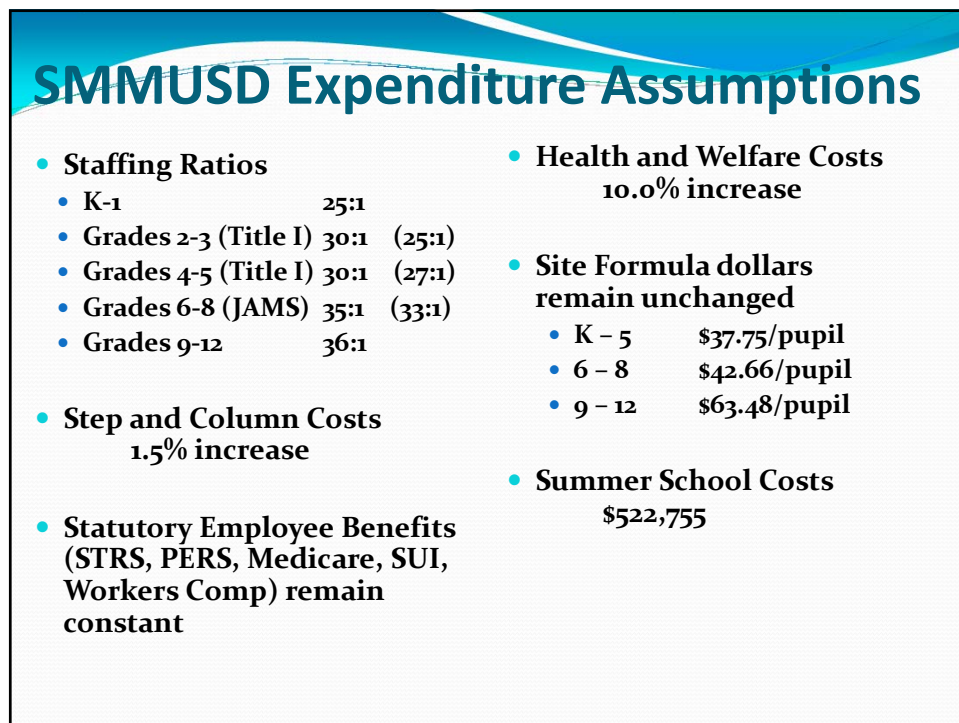 SMMUSD Expenditure Assumptions
• Staffing Ratios
• K-1 25:1
• Grades 2-3 (Title I) 30:1 (25:1)
• Grades 4-5 (Title I) 30:1 (27:1)
• Grades 6-8 (JAMS) 35:1 (33:1)
• Grades 9-12 36:1
• Step and Column Costs
1.5% increase
• Statutory Employee Benefits
(STRS, PERS, Medicare, SUI,
Workers Comp) remain
constant
• Health and Welfare Costs
10.0% increase
• Site Formula dollars
remain unchanged
• K – 5 $37.75/pupil
• 6 – 8 $42.66/pupil
• 9 – 12 $63.48/pupil
• Summer School Costs
$522,755